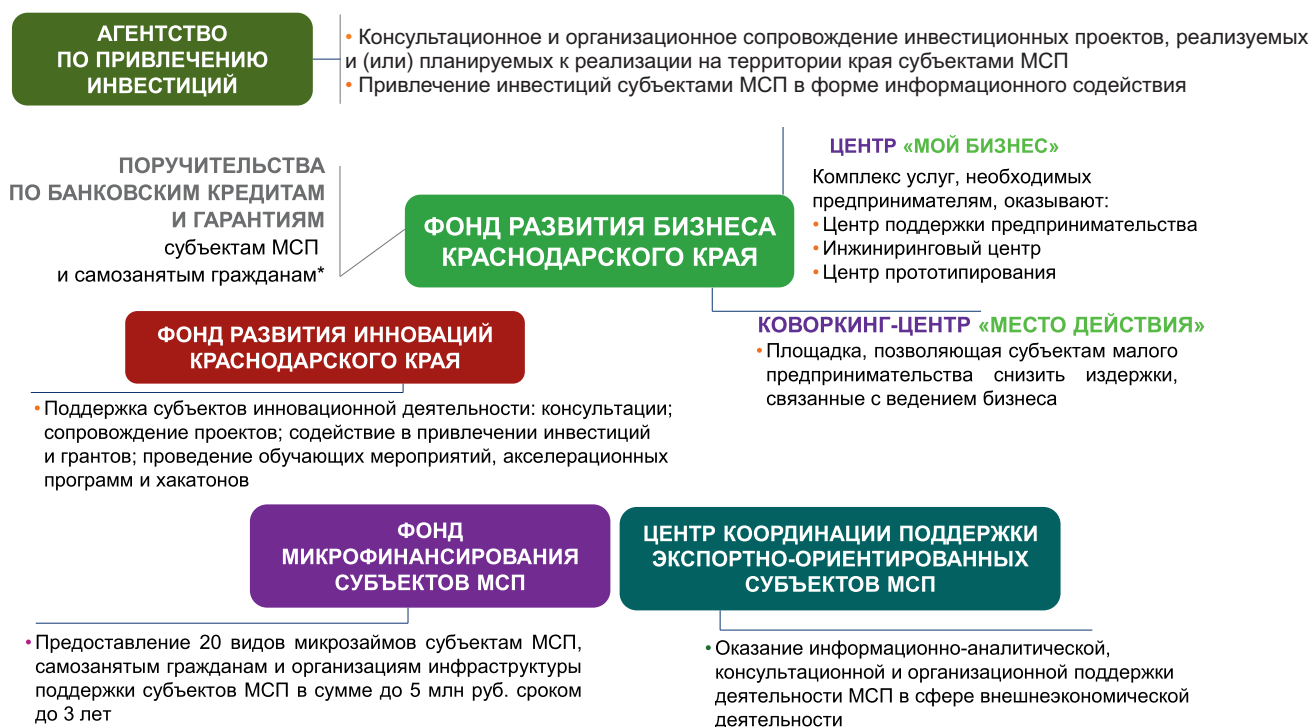 АГЕНТСТВО
ПО ПРИВЛЕЧЕНИЮ
ИНВЕСТИЦИЙ
• Консультационное и организационное сопровождение инвестиционных проектов, реализуемых
и (или) планируемых к реализации на территории края субъектами МСП
• Привлечение инвестиций субъектами МСП в форме информационного содействия
ПОРУЧИТЕЛЬСТВА
ПО БАНКОВСКИМ КРЕДИТАМ
И ГАРАНТИЯМ
субъектам МСП
и самозанятым гражданам*
ФОНД РАЗВИТИЯ БИЗНЕСА
КРАСНОДАРСКОГО КРАЯ
ЦЕНТР «МОЙ БИЗНЕС»
Комплекс услуг, необходимых
предпринимателям, оказывают:
• Центр поддержки предпринимательства
• Инжиниринговый центр
• Центр прототипирования
КОВОРКИНГ-ЦЕНТР «МЕСТО ДЕЙСТВИЯ»
• Площадка, позволяющая субъектам малого
предпринимательства снизить издержки,
связанные с ведением бизнеса
ФОНД РАЗВИТИЯ ИННОВАЦИЙ
КРАСНОДАРСКОГО КРАЯ
• Поддержка субъектов инновационной деятельности: консультации;
сопровождение проектов; содействие в привлечении инвестиций
и грантов; проведение обучающих мероприятий, акселерационных
программ и хакатонов
ФОНД
МИКРОФИНАНСИРОВАНИЯ
СУБЪЕКТОВ МСП
• Предоставление 20 видов микрозаймов субъектам МСП,
самозанятым гражданам и организациям инфраструктуры
поддержки субъектов МСП в сумме до 5 млн руб. сроком
до 3 лет
ЦЕНТР КООРДИНАЦИИ ПОДДЕРЖКИ
ЭКСПОРТНО-ОРИЕНТИРОВАННЫХ
СУБЪЕКТОВ МСП
• Оказание информационно-аналитической,
консультационной и организационной поддержки
деятельности МСП в сфере внешнеэкономической
деятельности